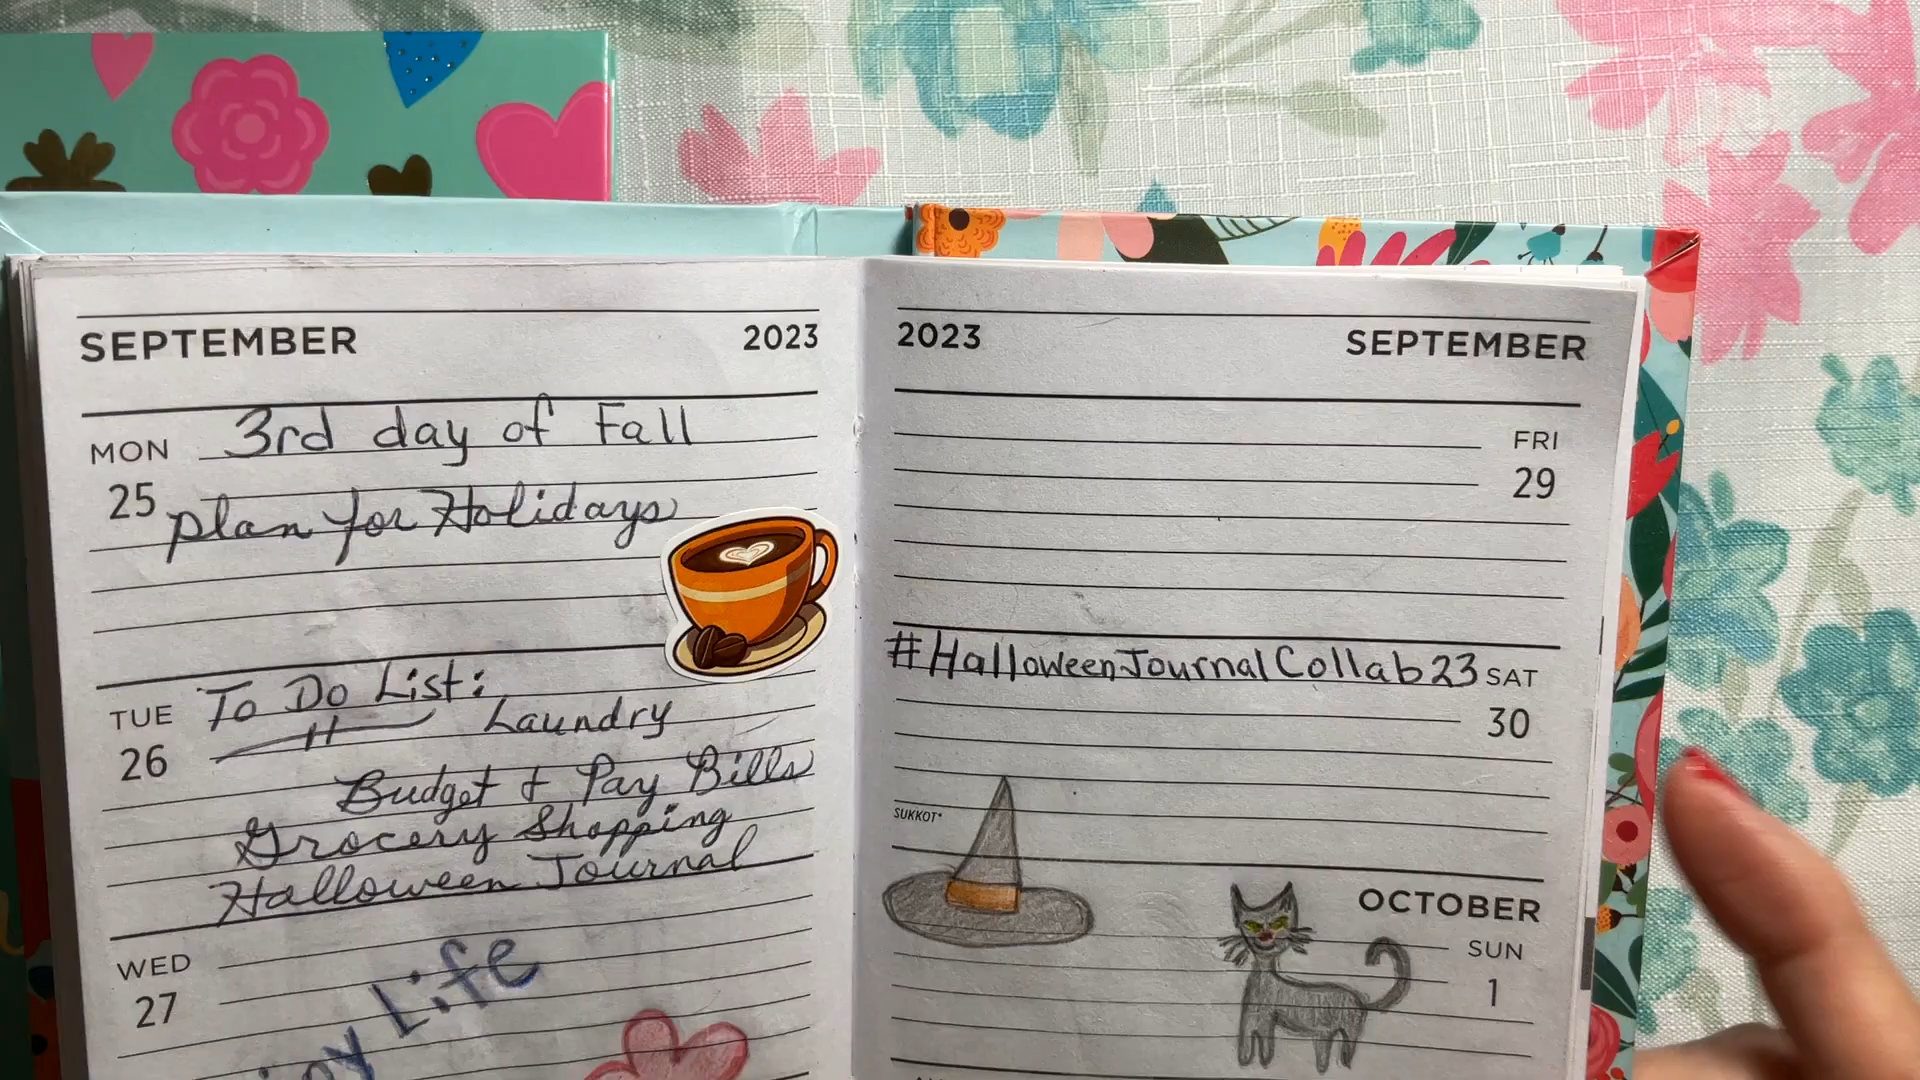 SEPTEMBER 2023
MON 3rd day of Fall
25 plan for Holidays
TUE To Do List:
Laundry
26
Budget & Pay Bills
Grocery Shopping
Halloween Journal
WED
27
Life
2023 SEPTEMBER
FRI
29
#HalloweenJournalCollab23 SAT
30
SUKKOT*
OCTOBER
SUN
1